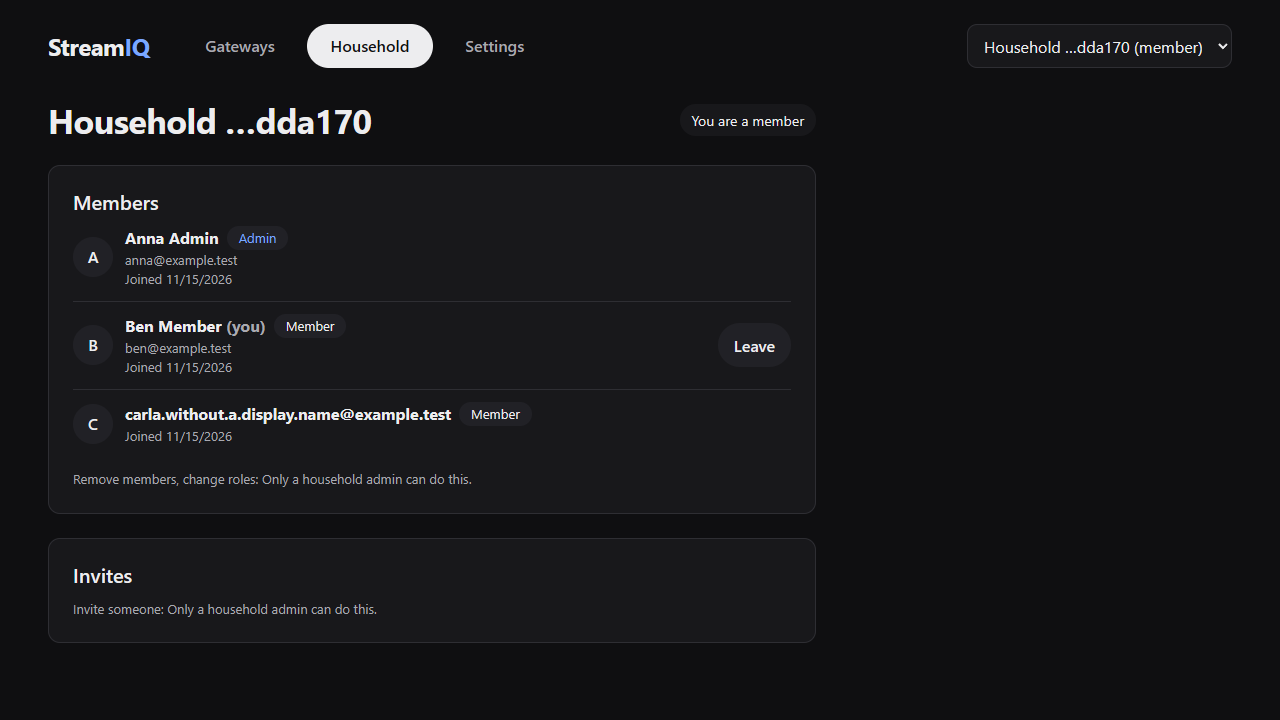 StreamIQ
Gateways
Household
Settings
Household ...dda170 (member)
Household ...dda170
You are a member
Members
A
Anna Admin
Admin
anna@example.test
Joined 11/15/2026
B
Ben Member (you)
Member
ben@example.test
Joined 11/15/2026
Leave
C
carla.without.a.display.name@example.test
Member
Joined 11/15/2026
Remove members, change roles: Only a household admin can do this.
Invites
Invite someone: Only a household admin can do this.